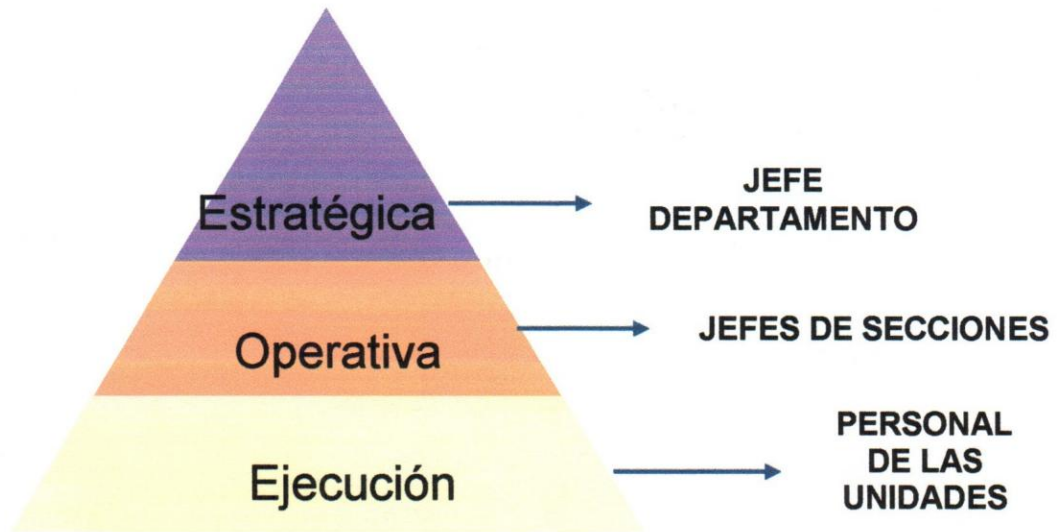 Estratégica
JEFE
DEPARTAMENTO
Operativa
JEFES DE SECCIONES
Ejecución
PERSONAL
DE LAS
UNIDADES